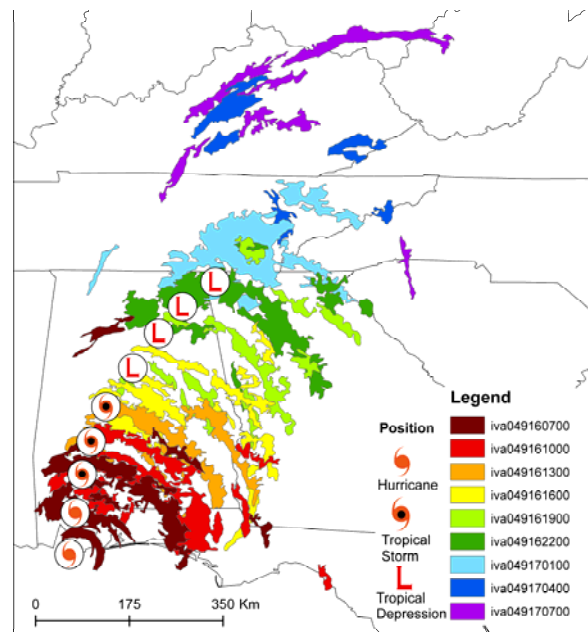 L
L
L
L
Legend
Position
iva049160700
iva049161000
Hurricane
iva049161300
iva049161600
Tropical
Storm
iva049161900
iva049162200
L
iva049170100
Tropical
Depression
iva049170400
iva049170700
0 175 350 Km